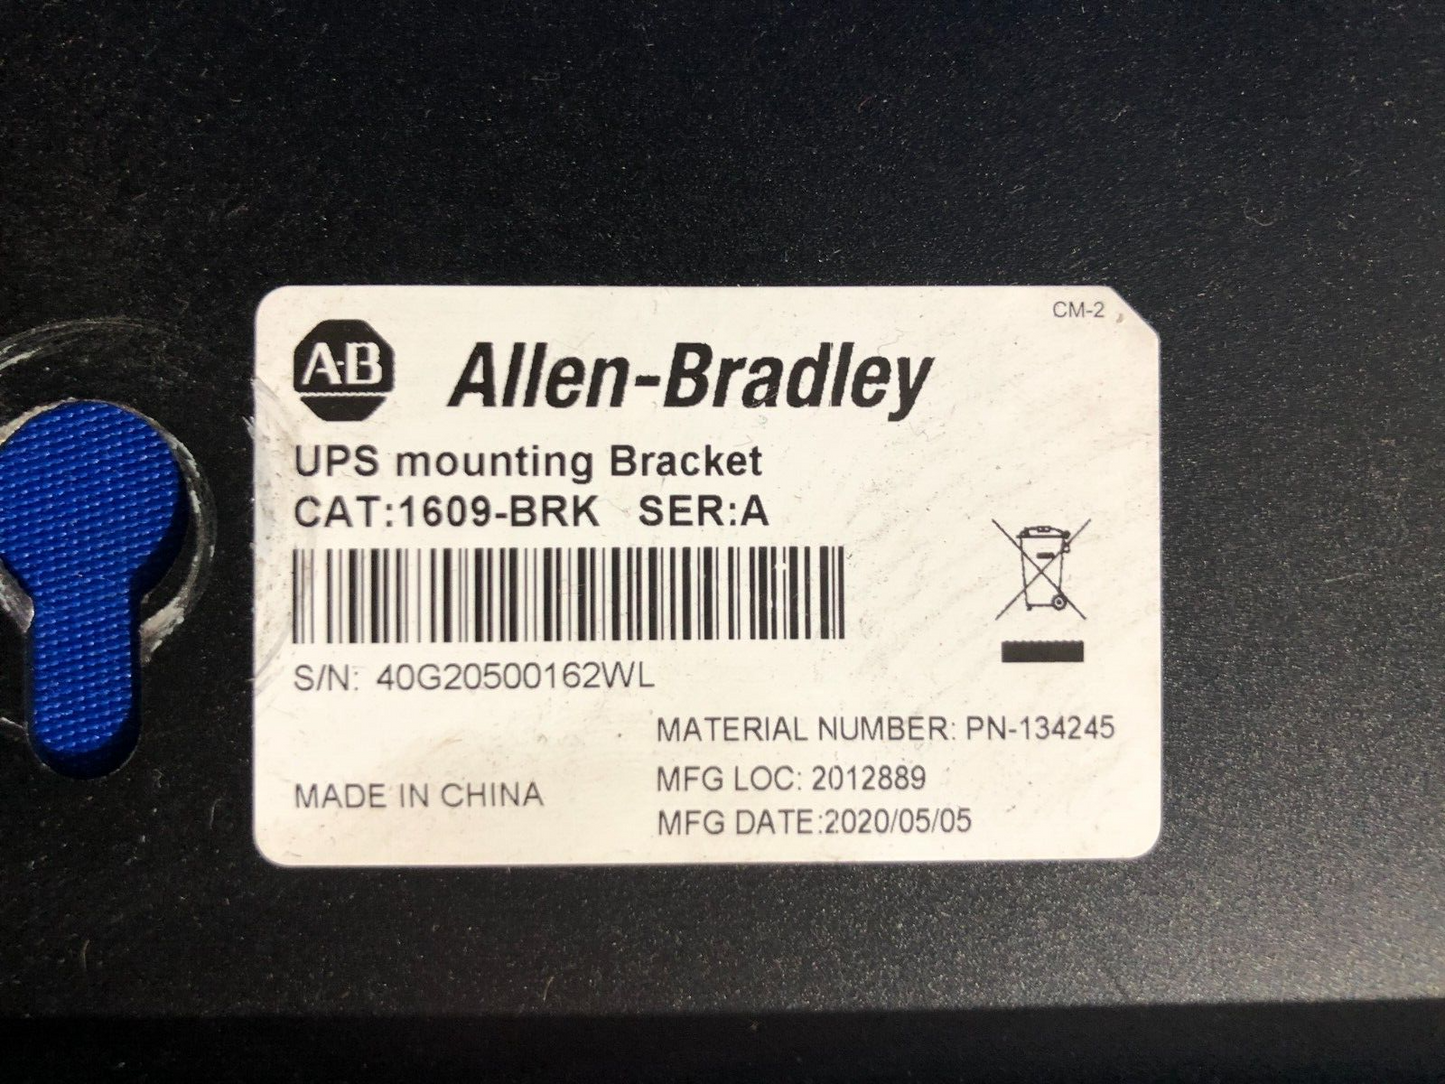 CM-2
A-B Allen-Bradley
UPS mounting Bracket
CAT:1609-BRK SER:A
S/N: 40G20500162WL
MATERIAL NUMBER: PN-134245
MFG LOC: 2012889
MADE IN CHINA
MFG DATE:2020/05/05